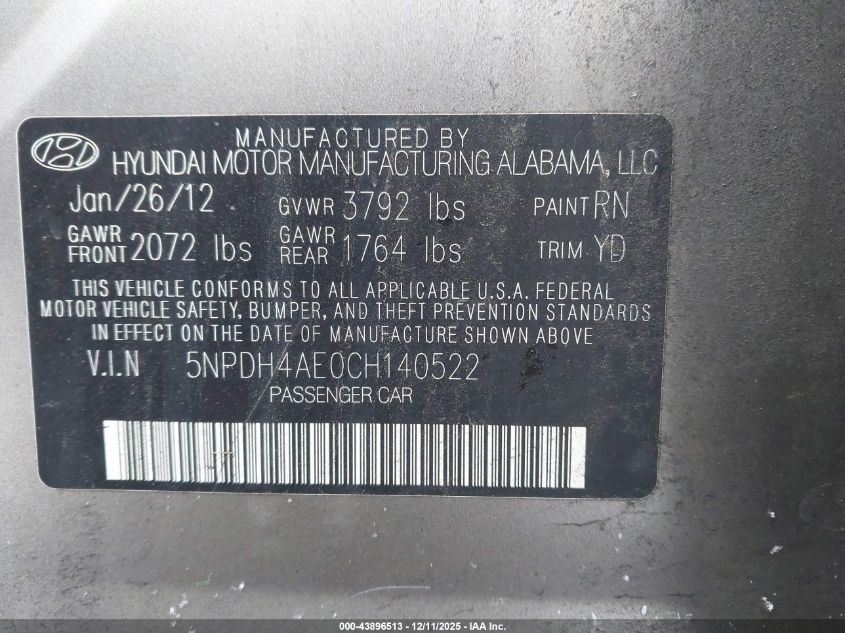 MANUFACTURED BY
HYUNDAI MOTOR MANUFACTURING ALABAMA, LLC
Jan/26/12 GVWR 3792 lbs PAINT RN
GAWR FRONT 2072 lbs GAWR REAR 1764 lbs TRIM YD
THIS VEHICLE CONFORMS TO ALL APPLICABLE U.S.A. FEDERAL
MOTOR VEHICLE SAFETY, BUMPER, AND THEFT PREVENTION STANDARDS
IN EFFECT ON THE DATE OF MANUFACTURE SHOWN ABOVE
V.I.N 5NPDH4AE0CH140522
PASSENGER CAR
000-43896513 - 12/11/2025 - IAA Inc.